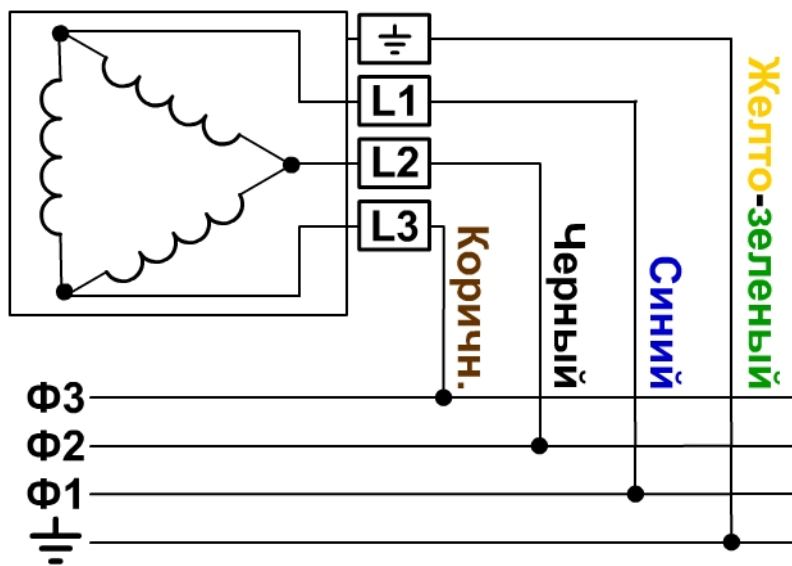 L1
L2
L3
Коричн.
Черный
Синий
Желто-зеленый
Ф3
Ф2
Ф1